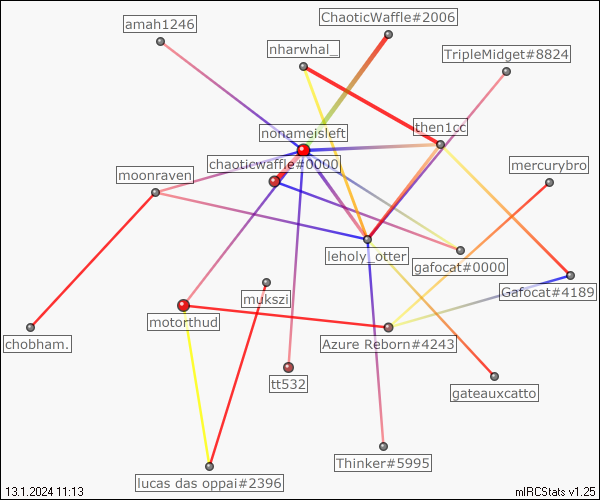 ChaoticWaffle#2006
amah1246
nharwhal_
TripleMidget#8824
then1cc
nonameisleft
chaoticwaffle#0000
mercurybro
moonraven
leholy_otter
gafocat#0000
Gafocat#4189
mukszi
motorthud
chobham.
Azure Reborn#4243
tt532
gateauxcatto
Thinker#5995
lucas das oppai#2396
13.1.2024 11:13
mIRCStats v1.25